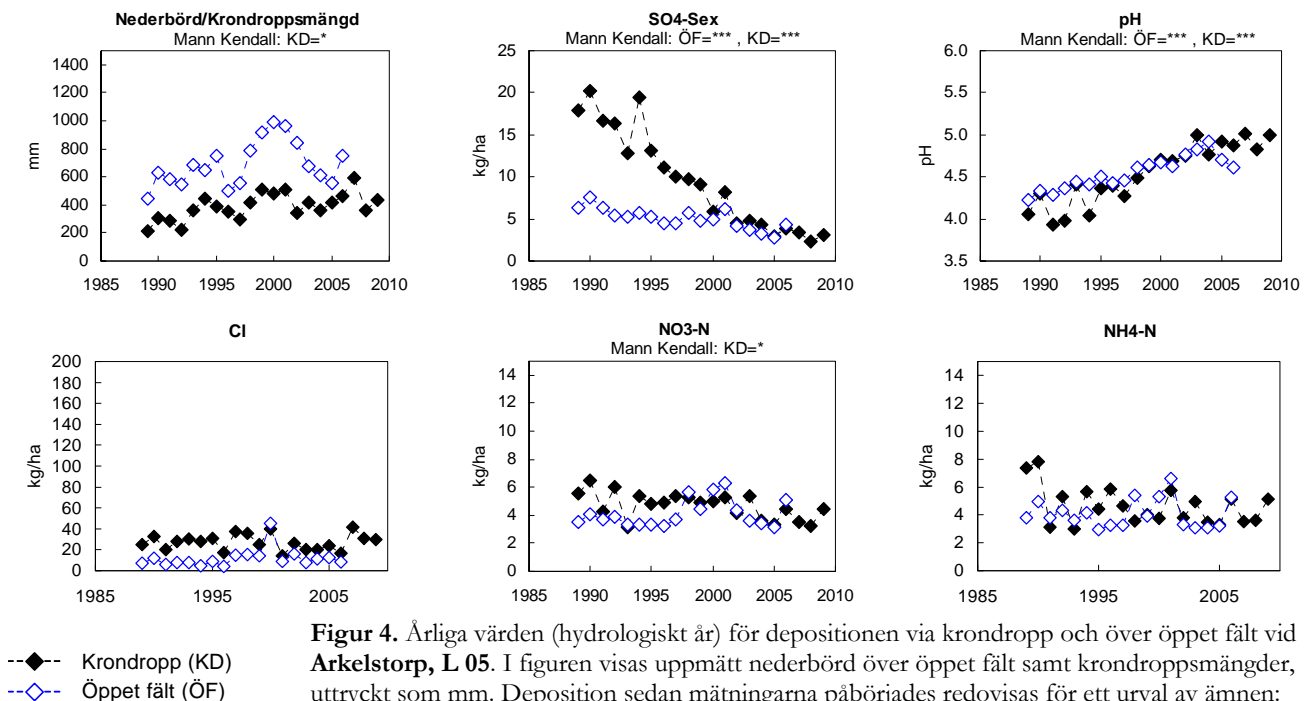 Nederbörd/Krondroppsmängd
Mann Kendall: KD=*
1400
1200
1000
800
600
400
200
0
mm
1985 1990 1995 2000 2005 2010
SO4-Sex
Mann Kendall: ÖF=*** , KD=***
25
20
15
10
5
0
kg/ha
1985 1990 1995 2000 2005 2010
pH
Mann Kendall: ÖF=*** , KD=***
6.0
5.5
5.0
4.5
4.0
3.5
pH
1985 1990 1995 2000 2005 2010
Cl
200
180
160
140
120
100
80
60
40
20
0
kg/ha
1985 1995 2005
NO3-N
Mann Kendall: KD=*
14
12
10
8
6
4
2
0
kg/ha
1985 1995 2005
NH4-N
14
12
10
8
6
4
2
0
kg/ha
1985 1995 2005
Krondropp (KD)
Öppet fält (ÖF)
Figur 4. Årliga värden (hydrologiskt år) för depositionen via krondropp och över öppet fält vid
Arkelstorp, L 05. I figuren visas uppmätt nederbörd över öppet fält samt krondroppsmängder,
uttryckt som mm. Deposition sedan mätningarna påbörjades redovisas för ett urval av ämnen: